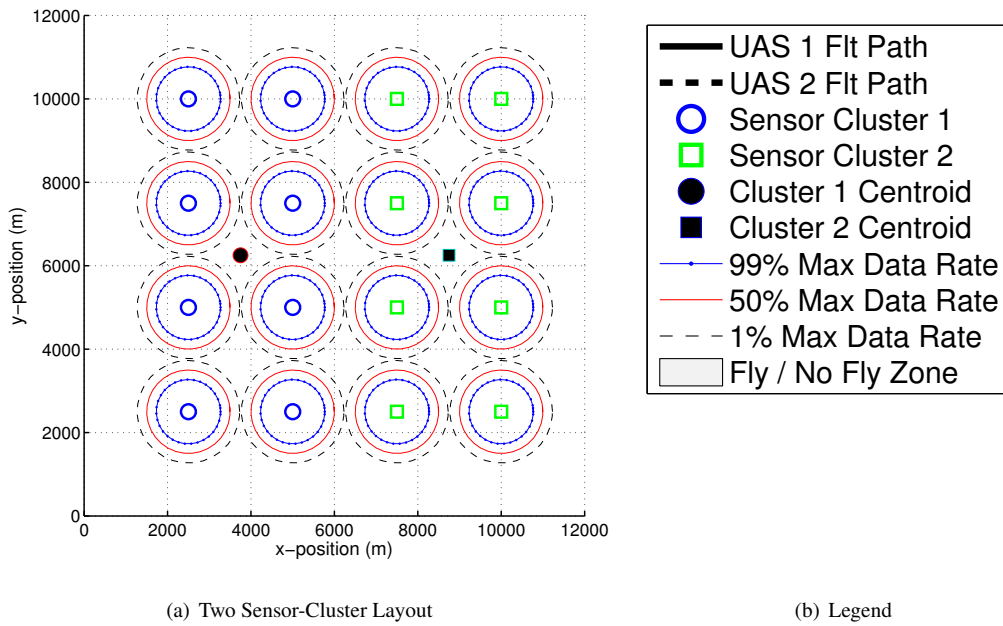 12000
10000
8000
6000
4000
2000
0
y−position (m)
0 2000 4000 6000 8000 10000 12000
x−position (m)
UAS 1 Flt Path
UAS 2 Flt Path
Sensor Cluster 1
Sensor Cluster 2
Cluster 1 Centroid
Cluster 2 Centroid
99% Max Data Rate
50% Max Data Rate
1% Max Data Rate
Fly / No Fly Zone
(a) Two Sensor-Cluster Layout
(b) Legend